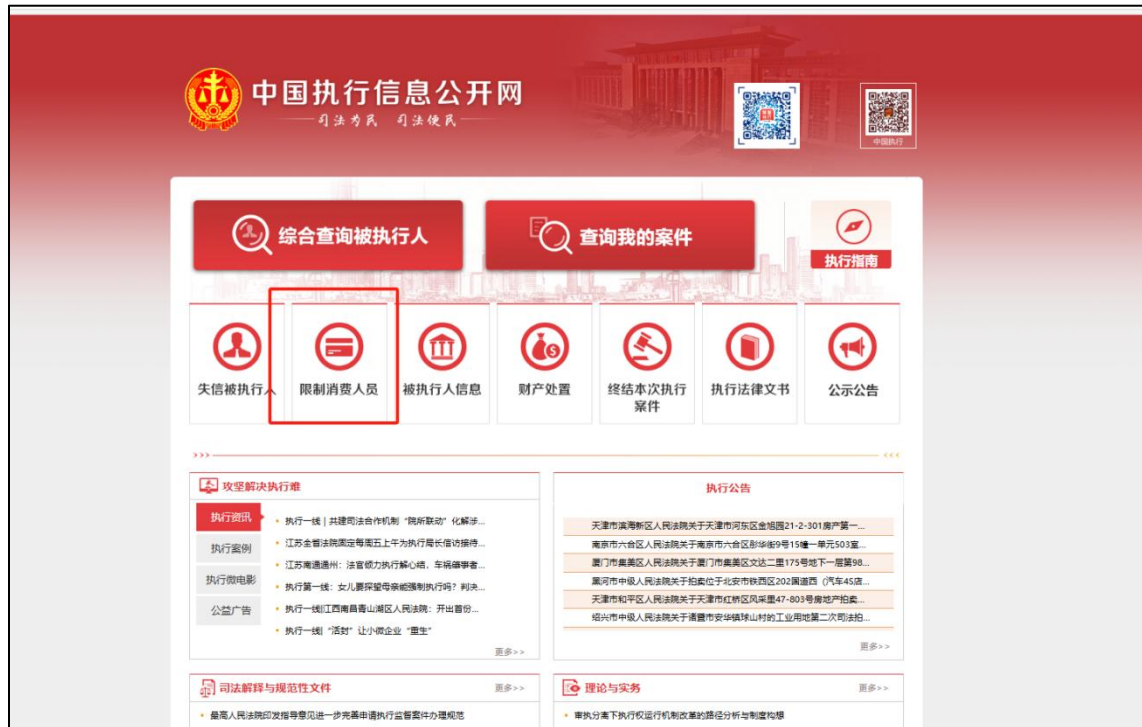 中国执行信息公开网
司法为民 司法便民
中国执行
综合查询被执行人
查询我的案件
执行指南
失信被执行人
限制消费人员
被执行人信息
财产处置
终结本次执行
案件
执行法律文书
公示公告
攻坚解决执行难
执行资讯
执行案例
执行微电影
公益广告
执行一线 | 共建司法合作机制 “院所联动” 化解涉...
江苏全省法院固定每周五上午为执行局长信访接待...
江苏南通通州：法官倾力执行解心结，车祸肇事者...
执行第一线：女儿要探望母亲能强制执行吗？判决...
执行一线|江西南昌青山湖区人民法院：开出首份...
执行一线| “活封” 让小微企业 “重生”
更多>>
执行公告
天津市滨海新区人民法院关于天津市河东区金旭园21-2-301房产第一...
南京市六合区人民法院关于南京市六合区彤华街9号15幢一单元503室...
厦门市集美区人民法院关于厦门市集美区文达二里175号地下一层第98...
黑河市中级人民法院关于拍卖位于北安市铁西区202国道西（汽车4S店...
天津市和平区人民法院关于天津市红桥区风采里47-803号房地产拍卖...
绍兴市中级人民法院关于诸暨市安华镇球山村的工业用地第二次司法拍...
更多>>
司法解释与规范性文件
更多>>
最高人民法院印发指导意见进一步完善申请执行监督案件办理规范
理论与实务
更多>>
审执分离下执行权运行机制改革的路径分析与制度构想